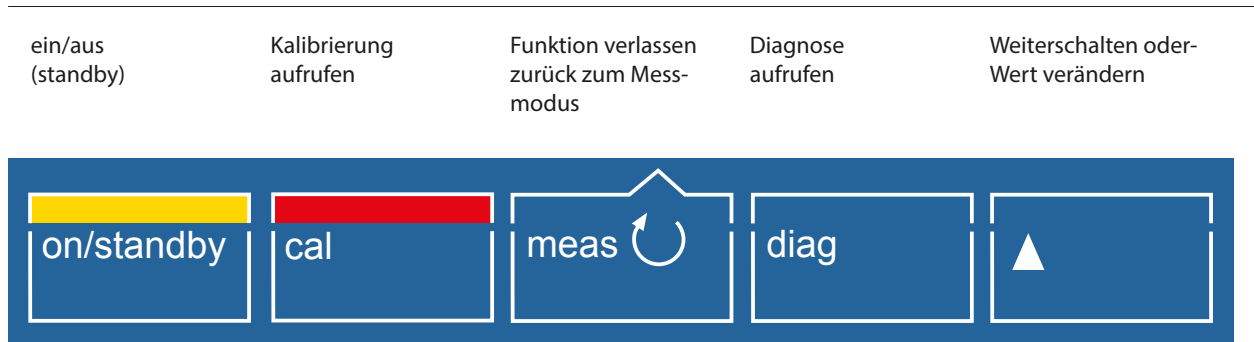 ein/aus
(standby)
Kalibrierung
aufrufen
Funktion verlassen
zurück zum Mess-
modus
Diagnose
aufrufen
Weiterschalten oder-
Wert verändern
on/standby
cal
meas
diag